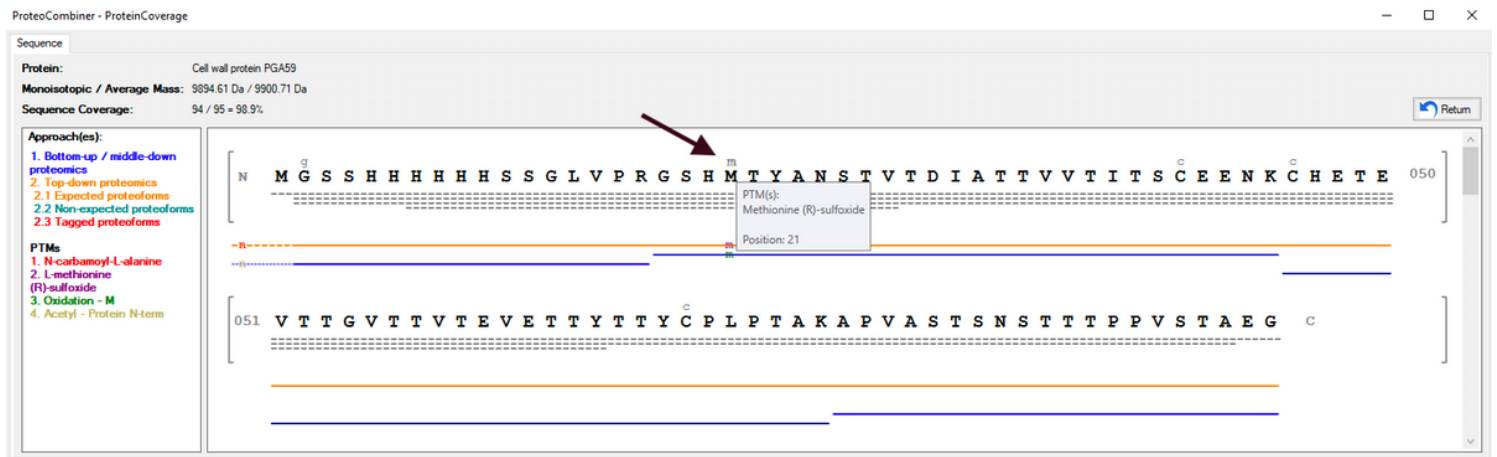 ProteoCombiner - ProteinCoverage
Sequence
Protein: Cell wall protein PGA59
Monoisotopic / Average Mass: 9894.61 Da / 9900.71 Da
Sequence Coverage: 94 / 95 = 98.9%
Return
Approach(es):
1. Bottom-up / middle-down
proteomics
2. Top-down proteomics
2.1 Expected proteoforms
2.2 Non-expected proteoforms
2.3 Tagged proteoforms
PTMs
1. N-carbamoyl-L-alanine
2. L-methionine
(R)-sulfoxide
3. Oxidation - M
4. Acetyl - Protein N-term
g m c c
N M G S S H H H H H H S S G L V P R G S H M T Y A N S T V T D I A T T V V T I T S C E E N K C H E T E 050
PTM(s):
Methionine (R)-sulfoxide
Position: 21
n m
n m
c
051 V T T G V T T V T E V E T T Y T T Y C P L P T A K A P V A S T S N S T T T P P V S T A E G C